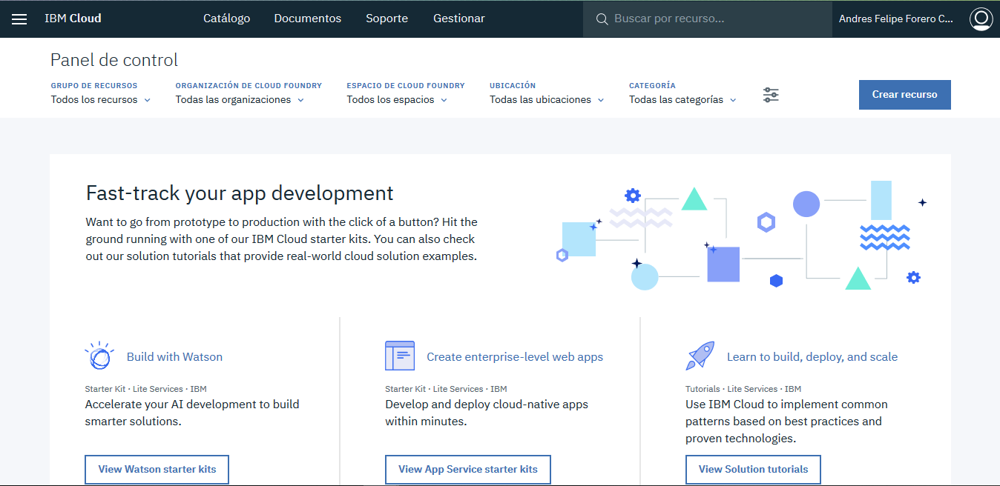 IBM Cloud
Catálogo Documentos Soporte Gestionar
Buscar por recurso...
Andres Felipe Forero C...
Panel de control
GRUPO DE RECURSOS
Todos los recursos
ORGANIZACIÓN DE CLOUD FOUNDRY
Todas las organizaciones
ESPACIO DE CLOUD FOUNDRY
Todos los espacios
UBICACIÓN
Todas las ubicaciones
CATEGORÍA
Todas las categorías
Crear recurso
Fast-track your app development
Want to go from prototype to production with the click of a button? Hit the
ground running with one of our IBM Cloud starter kits. You can also check
out our solution tutorials that provide real-world cloud solution examples.
Build with Watson
Starter Kit · Lite Services · IBM
Accelerate your AI development to build
smarter solutions.
View Watson starter kits
Create enterprise-level web apps
Starter Kit · Lite Services · IBM
Develop and deploy cloud-native apps
within minutes.
View App Service starter kits
Learn to build, deploy, and scale
Tutorials · Lite Services · IBM
Use IBM Cloud to implement common
patterns based on best practices and
proven technologies.
View Solution tutorials